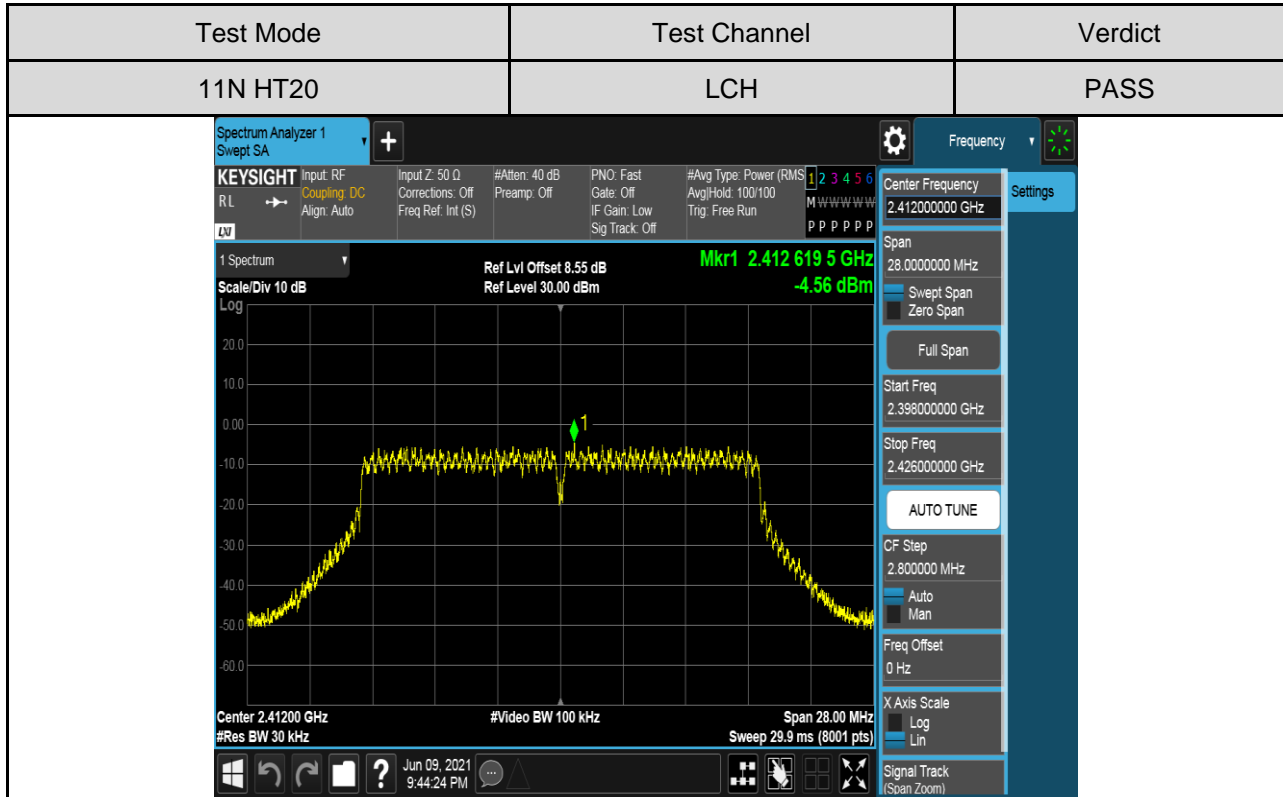 Test Mode Test Channel Verdict
11N HT20 LCH PASS
Spectrum Analyzer 1
Swept SA
+
Frequency
KEYSIGHT Input: RF Input Z: 50 Ω #Atten: 40 dB PNO: Fast #Avg Type: Power (RMS 1 2 3 4 5 6
RL Coupling: DC Corrections: Off Preamp: Off Gate: Off Avg|Hold: 100/100 M W W W W W
Align: Auto Freq Ref: Int (S) IF Gain: Low Trig: Free Run
LXI Sig Track: Off P P P P P P
1 Spectrum Ref Lvl Offset 8.55 dB Mkr1 2.412 619 5 GHz
Scale/Div 10 dB Ref Level 30.00 dBm -4.56 dBm
Log
20.0
10.0
0.00
-10.0
-20.0
-30.0
-40.0
-50.0
-60.0
1
Center 2.41200 GHz #Video BW 100 kHz Span 28.00 MHz
#Res BW 30 kHz Sweep 29.9 ms (8001 pts)
Center Frequency
2.412000000 GHz
Settings
Span
28.0000000 MHz
Swept Span
Zero Span
Full Span
Start Freq
2.398000000 GHz
Stop Freq
2.426000000 GHz
AUTO TUNE
CF Step
2.800000 MHz
Auto
Man
Freq Offset
0 Hz
X Axis Scale
Log
Lin
Signal Track
(Span Zoom)
? Jun 09, 2021
9:44:24 PM